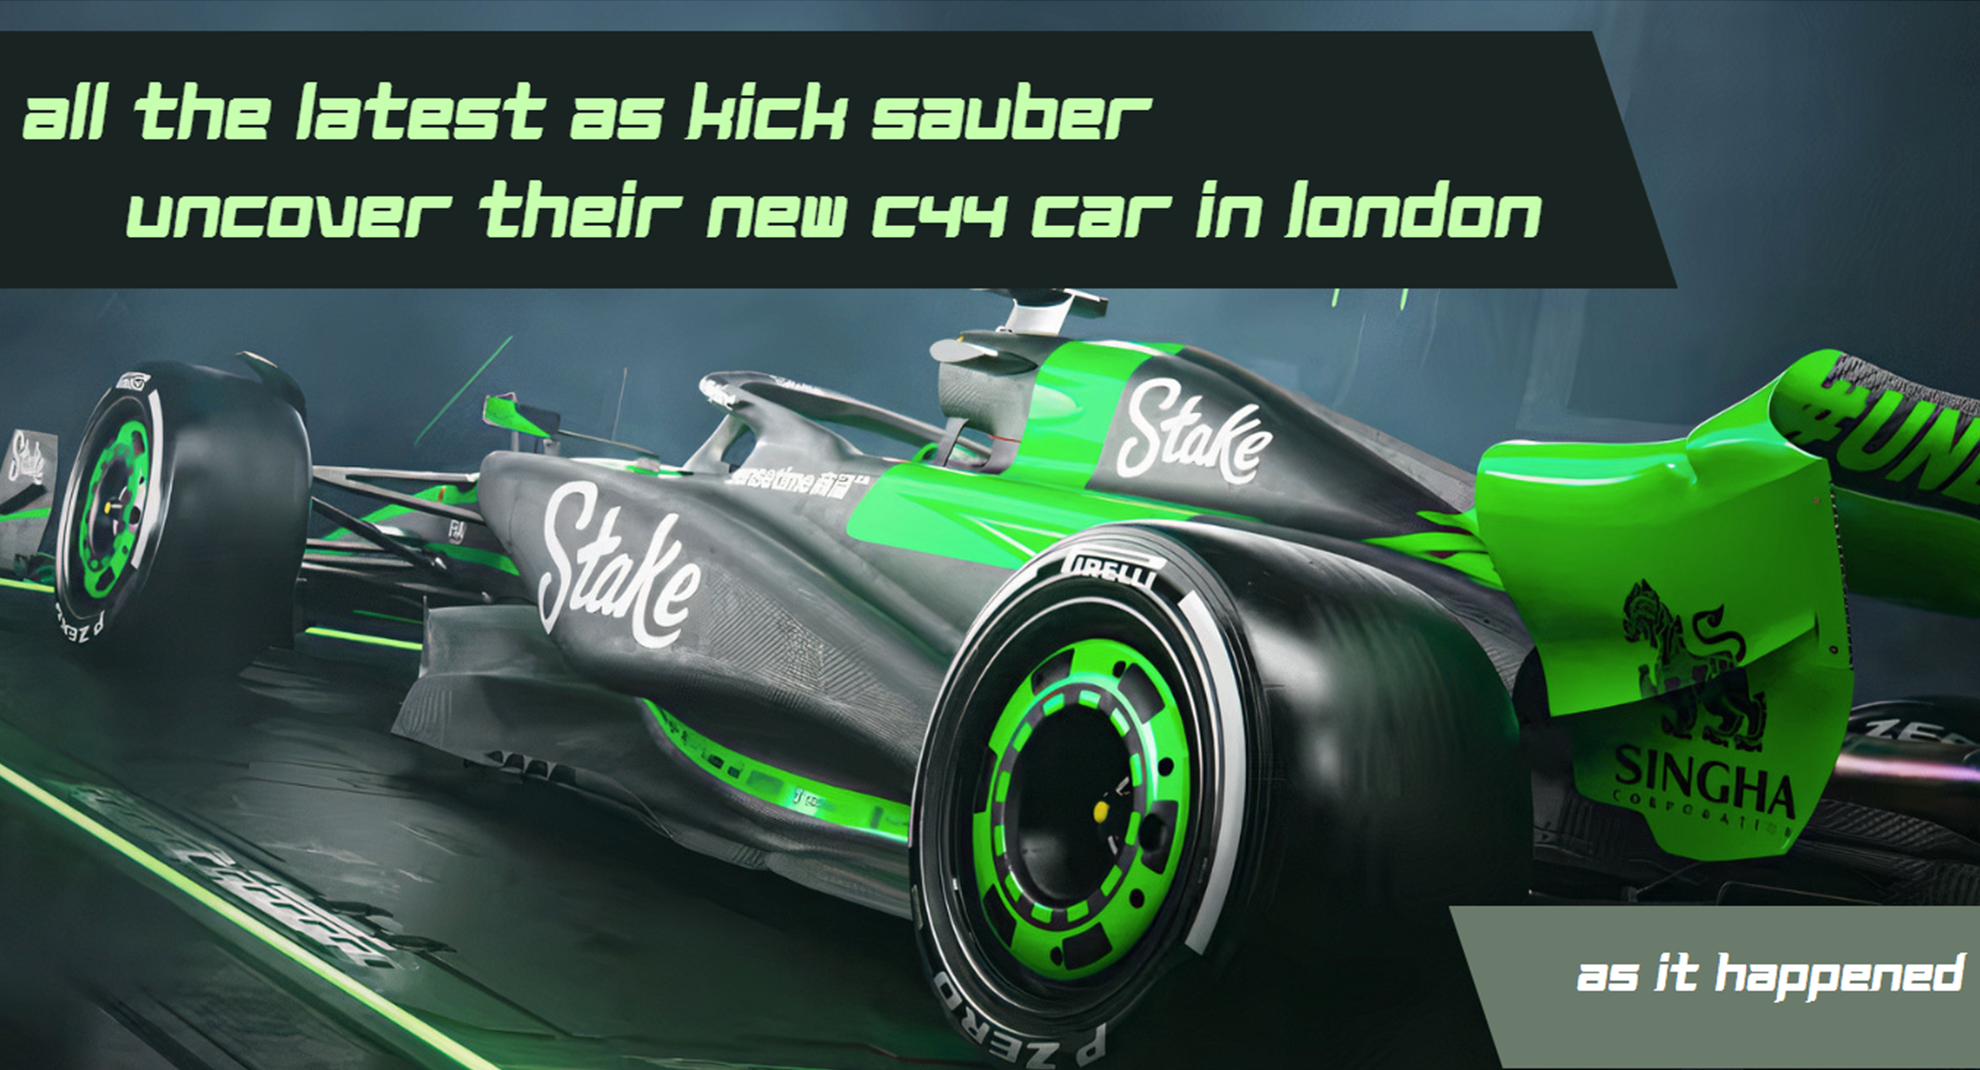 all the latest as kick sauber
uncover their new c44 car in london
Stake
Stake
Stake
PIRELLI
P ZERO
P ZERO
SINGHA
CORPORATION
as it happened